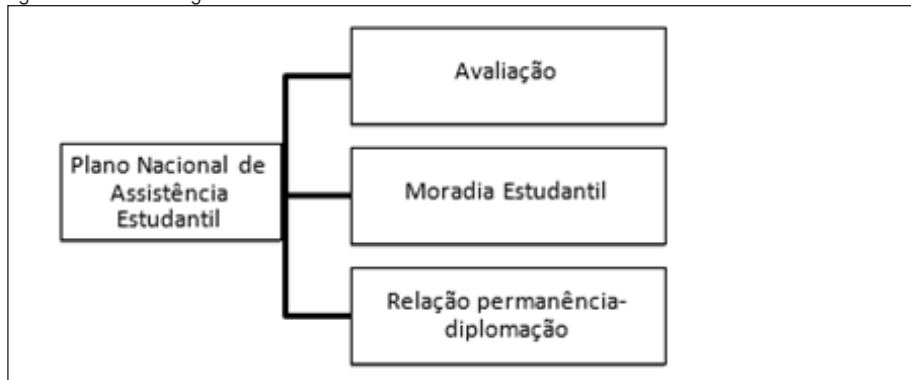 Avaliação
Plano Nacional de
Assistência
Estudantil
Moradia Estudantil
Relação permanência-
diplomação